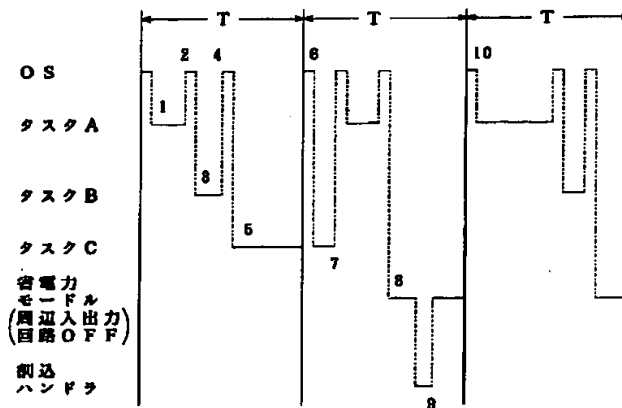 T T T
2 4 6 10
OS
1
タスクA
タスクB
3
5
タスクC
7
省電力
モードル
8
(周辺入出力
回路OFF)
割込
ハンドラ
9